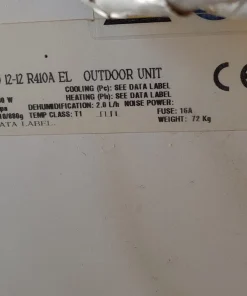 12-12 R410A EL OUTDOOR UNIT
COOLING (Pc): SEE DATA LABEL
HEATING (Ph): SEE DATA LABEL
DEHUMIDIFICATION: 2.0 L/h NOISE POWER:
TEMP CLASS: T1 FUSE: 16A
DATA LABEL WEIGHT: 72 Kg
CE